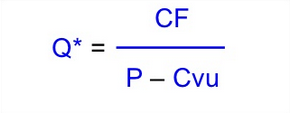 CF
Q* =
P – Cvu